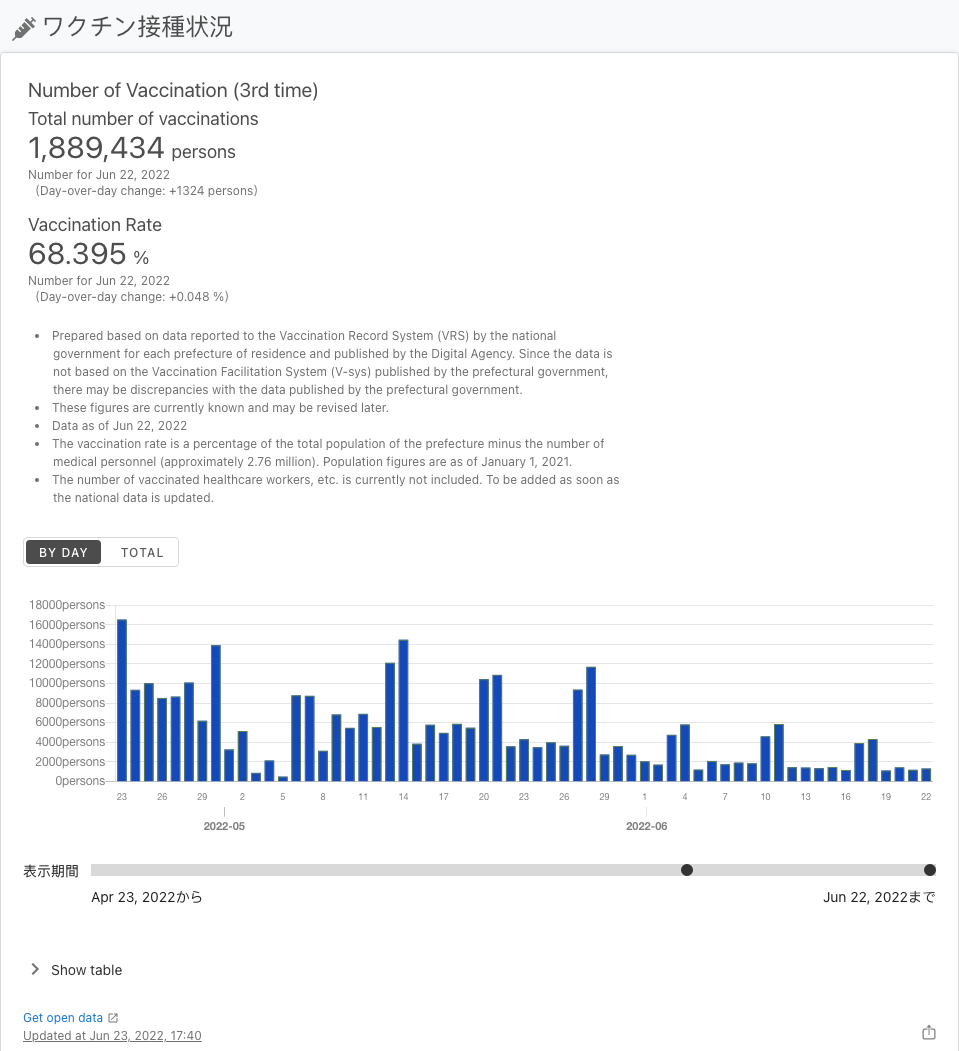 ワクチン接種状況
Number of Vaccination (3rd time)
Total number of vaccinations
1,889,434 persons
Number for Jun 22, 2022
(Day-over-day change: +1324 persons)
Vaccination Rate
68.395 %
Number for Jun 22, 2022
(Day-over-day change: +0.048 %)
• Prepared based on data reported to the Vaccination Record System (VRS) by the national
government for each prefecture of residence and published by the Digital Agency. Since the data is
not based on the Vaccination Facilitation System (V-sys) published by the prefectural government,
there may be discrepancies with the data published by the prefectural government.
• These figures are currently known and may be revised later.
• Data as of Jun 22, 2022
• The vaccination rate is a percentage of the total population of the prefecture minus the number of
medical personnel (approximately 2.76 million). Population figures are as of January 1, 2021.
• The number of vaccinated healthcare workers, etc. is currently not included. To be added as soon as
the national data is updated.
BY DAY TOTAL
18000persons
16000persons
14000persons
12000persons
10000persons
8000persons
6000persons
4000persons
2000persons
0persons
23 26 29 2 5 8 11 14 17 20 23 26 29 1 4 7 10 13 16 19 22
2022-05 2022-06
表示期間
Apr 23, 2022から Jun 22, 2022まで
Show table
Get open data
Updated at Jun 23, 2022, 17:40